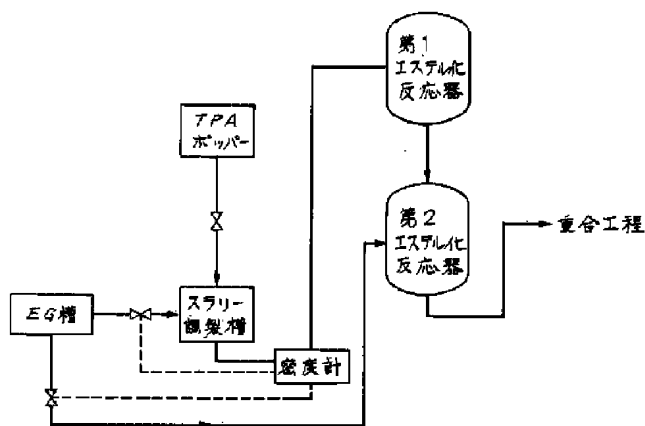 第1
エステル化
反応器
TPA
ホッパー
第2
エステル化
反応器
重合工程
EG槽
スラリー
調製槽
密度計